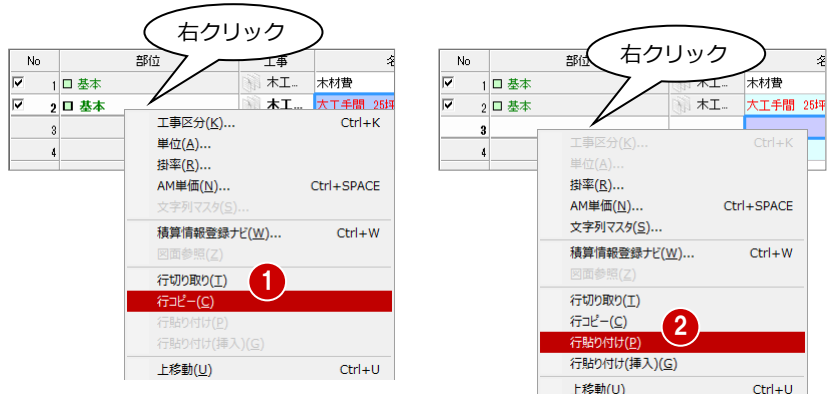 右クリック
No 部位 工事 名
1 基本 木工... 木材費
2 基本 木工... 大工手間 25坪
3
4
工事区分(K)... Ctrl+K
単位(A)...
掛率(R)...
AM単価(N)... Ctrl+SPACE
文字列マスタ(S)...
積算情報登録ナビ(W)... Ctrl+W
図面参照(Z)
行切り取り(T)
1
行コピー(C)
行貼り付け(P)
行貼り付け(挿入)(G)
上移動(U) Ctrl+U
右クリック
No 部位 名
1 基本 木工... 木材費
2 基本 木工... 大工手間 25坪
3
4
工事区分(K)... Ctrl+K
単位(A)...
掛率(R)...
AM単価(N)... Ctrl+SPACE
文字列マスタ(S)...
積算情報登録ナビ(W)... Ctrl+W
図面参照(Z)
行切り取り(T)
行コピー(C)
2
行貼り付け(P)
行貼り付け(挿入)(G)
上移動(U) Ctrl+U